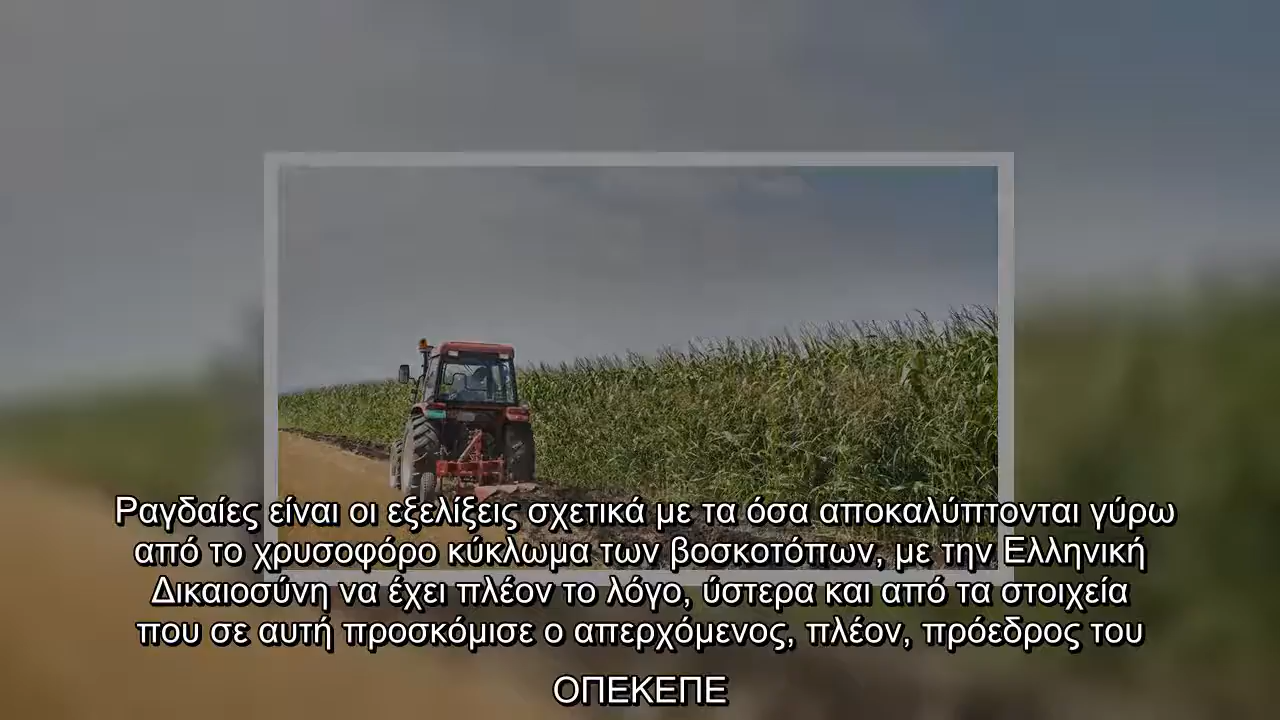 Ραγδαίες είναι οι εξελίξεις σχετικά με τα όσα αποκαλύπτονται γύρω
από το χρυσοφόρο κύκλωμα των βοσκοτόπων, με την Ελληνική
Δικαιοσύνη να έχει πλέον το λόγο, ύστερα και από τα στοιχεία
που σε αυτή προσκόμισε ο απερχόμενος, πλέον, πρόεδρος του
ΟΠΕΚΕΠΕ